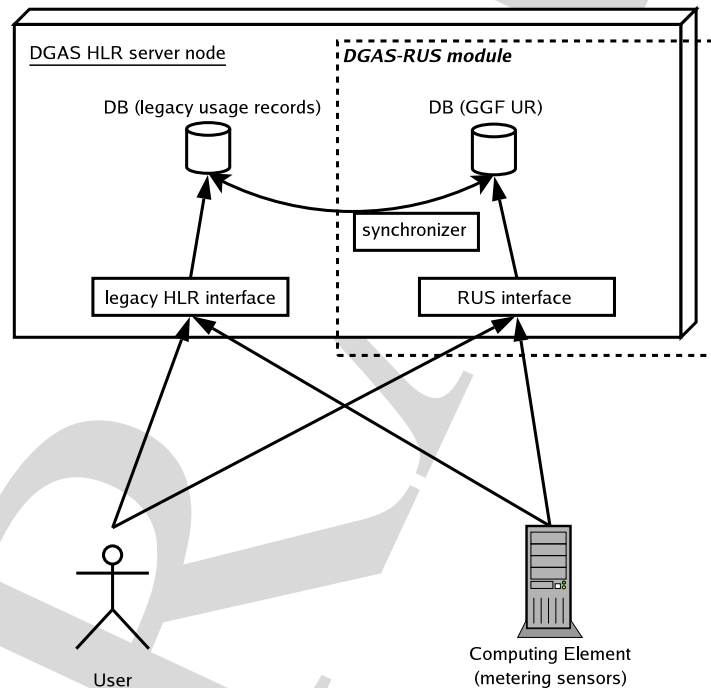 DGAS HLR server node
DGAS-RUS module
DB (legacy usage records)
DB (GGF UR)
synchronizer
legacy HLR interface
RUS interface
User
Computing Element
(metering sensors)